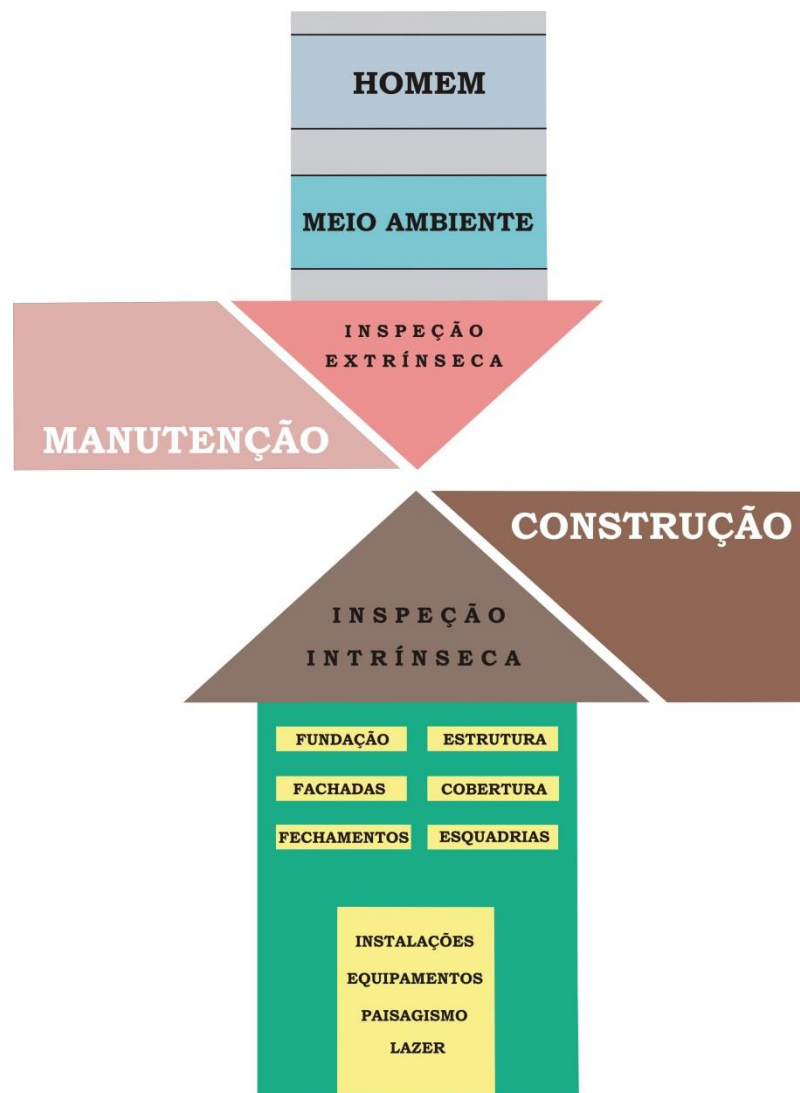 HOMEM
MEIO AMBIENTE
INSPEÇÃO
EXTRÍNSECA
MANUTENÇÃO
CONSTRUÇÃO
INSPEÇÃO
INTRÍNSECA
FUNDAÇÃO ESTRUTURA
FACHADAS COBERTURA
FECHAMENTOS ESQUADRIAS
INSTALAÇÕES
EQUIPAMENTOS
PAISAGISMO
LAZER